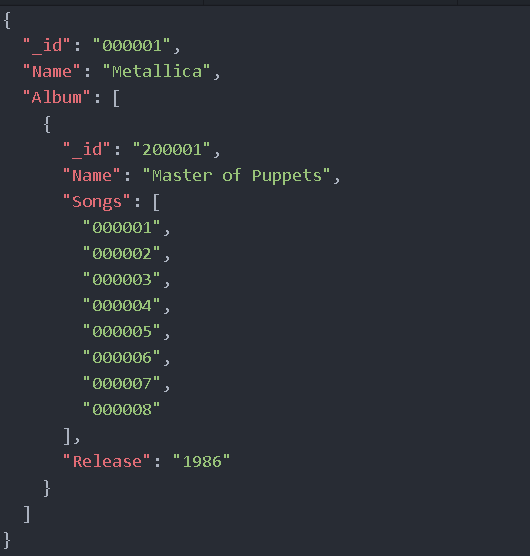 {
  "_id": "000001",
  "Name": "Metallica",
  "Album": [
    {
      "_id": "200001",
      "Name": "Master of Puppets",
      "Songs": [
        "000001",
        "000002",
        "000003",
        "000004",
        "000005",
        "000006",
        "000007",
        "000008"
      ],
      "Release": "1986"
    }
  ]
}